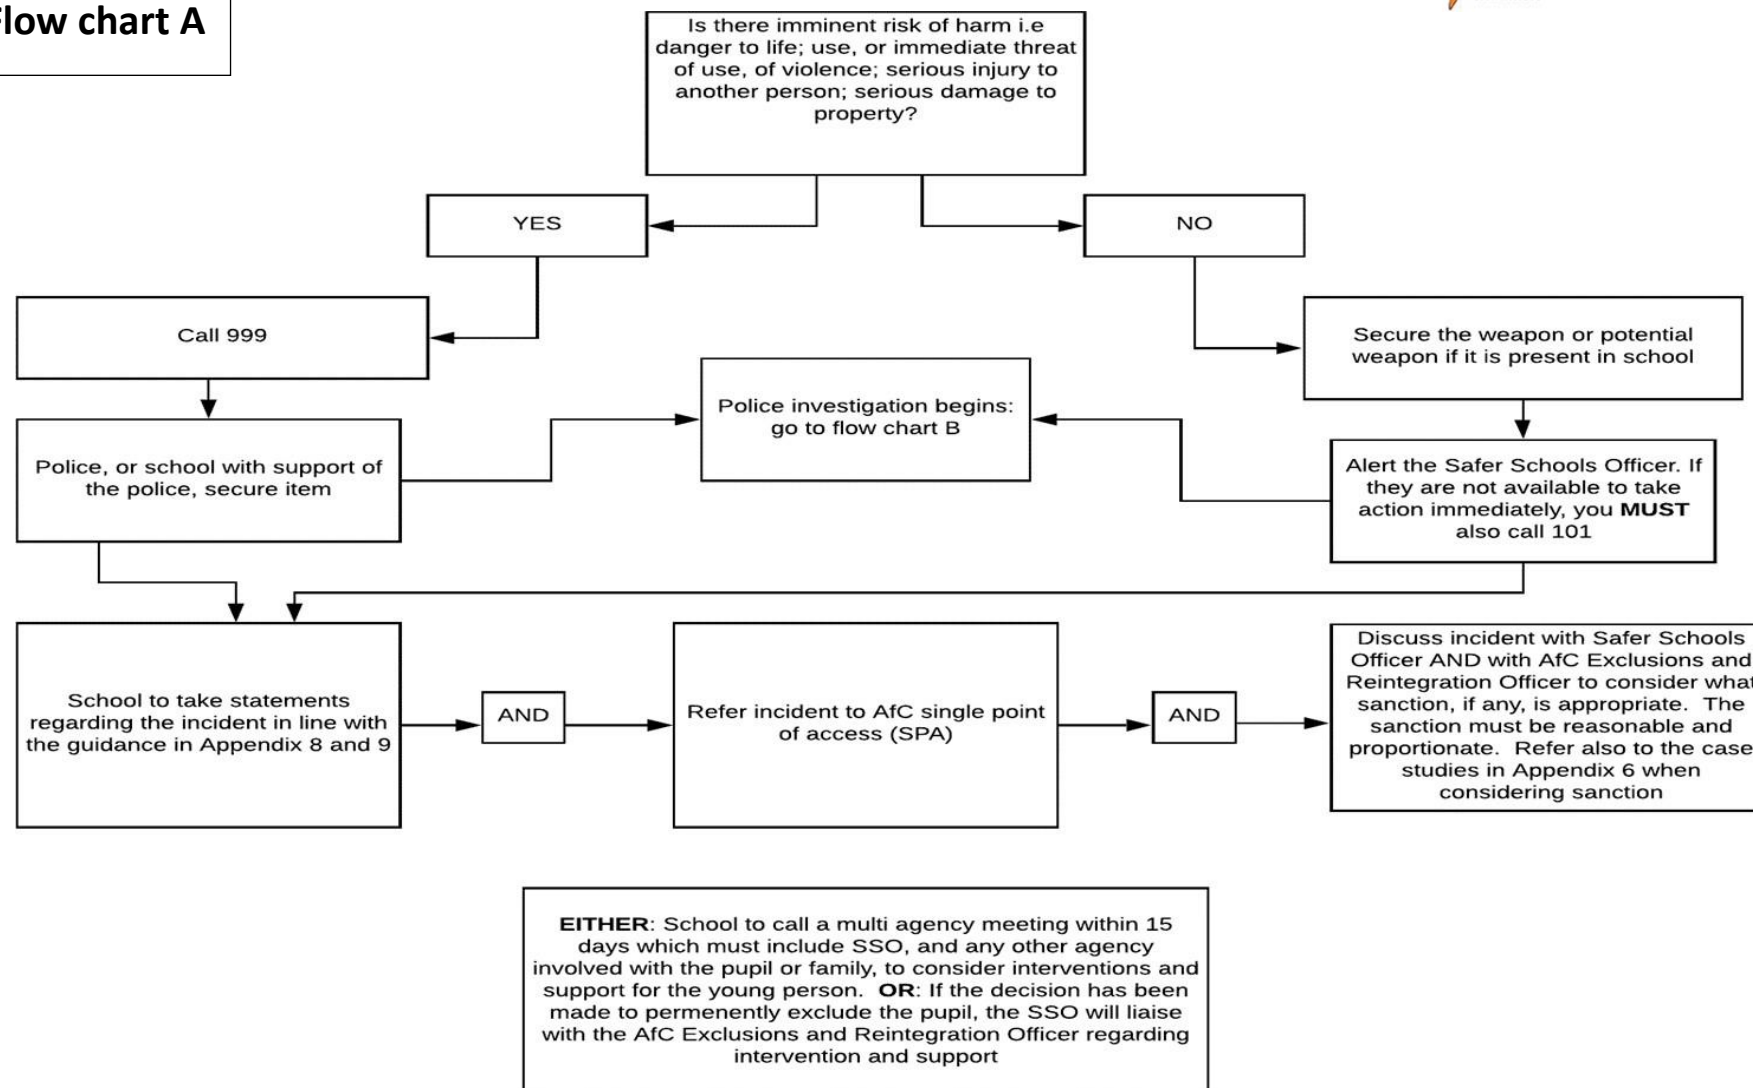 Flow chart A
Is there imminent risk of harm i.e
danger to life; use, or immediate threat
of use, of violence; serious injury to
another person; serious damage to
property?
YES
NO
Call 999
Secure the weapon or potential
weapon if it is present in school
Police investigation begins:
go to flow chart B
Police, or school with support of
the police, secure item
Alert the Safer Schools Officer. If
they are not available to take
action immediately, you MUST
also call 101
School to take statements
regarding the incident in line with
the guidance in Appendix 8 and 9
AND
Refer incident to AfC single point
of access (SPA)
AND
Discuss incident with Safer Schools
Officer AND with AfC Exclusions and
Reintegration Officer to consider what
sanction, if any, is appropriate. The
sanction must be reasonable and
proportionate. Refer also to the case
studies in Appendix 6 when
considering sanction
EITHER: School to call a multi agency meeting within 15
days which must include SSO, and any other agency
involved with the pupil or family, to consider interventions and
support for the young person. OR: If the decision has been
made to permenently exclude the pupil, the SSO will liaise
with the AfC Exclusions and Reintegration Officer regarding
intervention and support